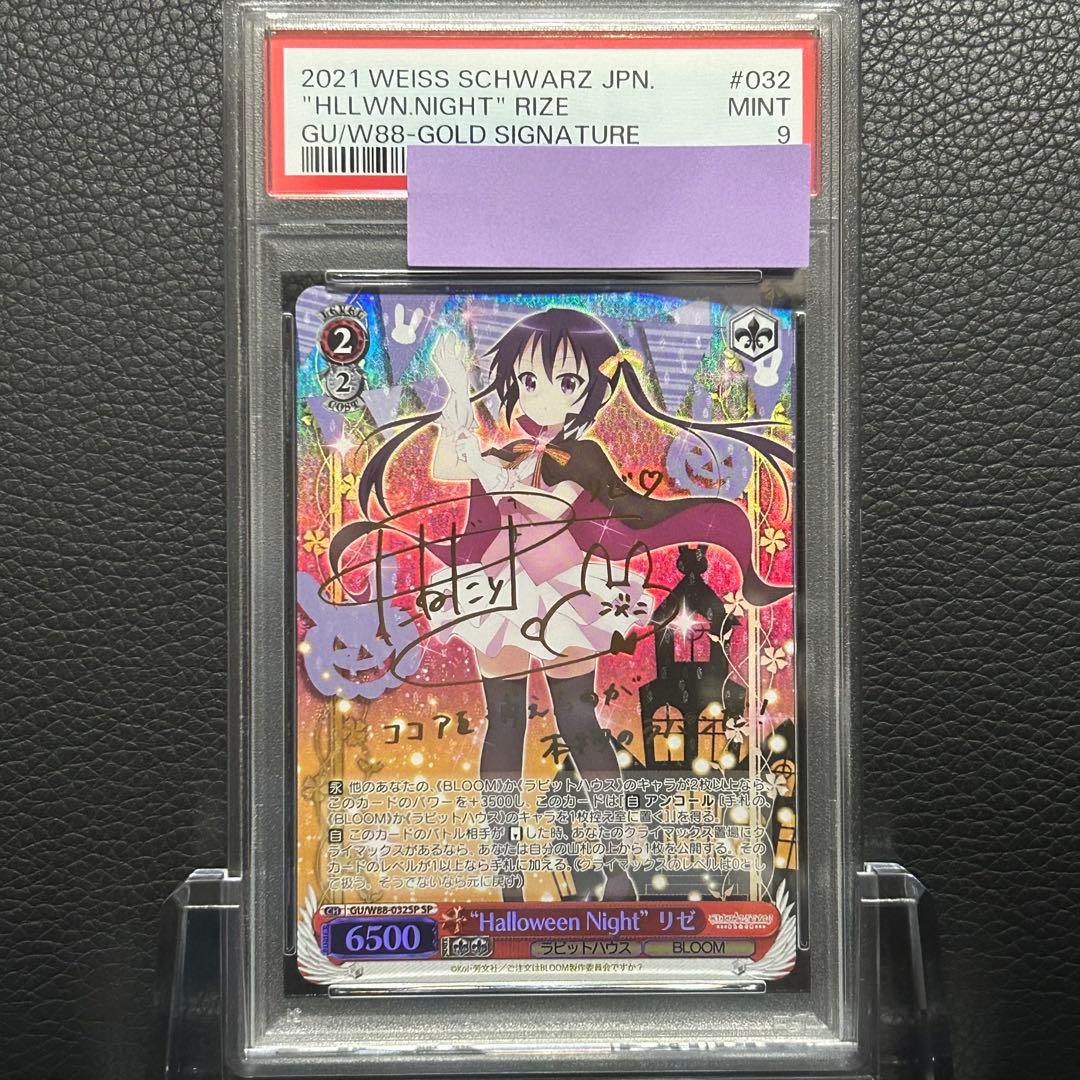 2021 WEISS SCHWARZ JPN. #032
"HLLWN.NIGHT" RIZE MINT
GU/W88-GOLD SIGNATURE 9
LEVEL
2
2
COST
リゼ♡
たねだ
ココアを
永 他のあなたの、《BLOOM》か《ラビットハウス》のキャラが2枚以上なら、
このカードのパワーを+3500し、このカードは『自 アンコール [手札の
《BLOOM》か《ラビットハウス》のキャラを1枚控え室に置く]』を得る。
自 このカードのバトル相手が した時、あなたのクライマックス置場にク
ライマックスがあるなら、あなたは自分の山札の上から1枚を公開する。その
カードのレベルが1以上なら手札に加える。(クライマックスのレベルは0とし
て扱う。そうでないなら元に戻す)
CH GU/W88-032SP SP
"Halloween Night" リゼ
6500
ラビットハウス BLOOM
©Koi・芳文社/ご注文はBLOOM製作委員会ですか?